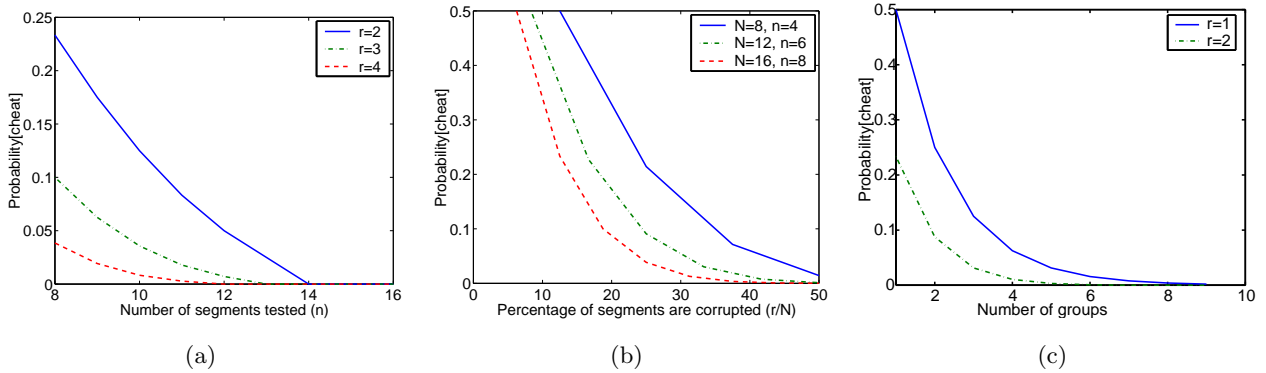 0.25
0.2
0.15
0.1
0.05
0
8
10
12
14
16
Probability[cheat]
Number of segments tested (n)
r=2
r=3
r=4
(a)
0.5
0.4
0.3
0.2
0.1
0
0
10
20
30
40
50
Probability[cheat]
Percentage of segments are corrupted (r/N)
N=8, n=4
N=12, n=6
N=16, n=8
(b)
0.5
0.4
0.3
0.2
0.1
0
2
4
6
8
10
Probability[cheat]
Number of groups
r=1
r=2
(c)